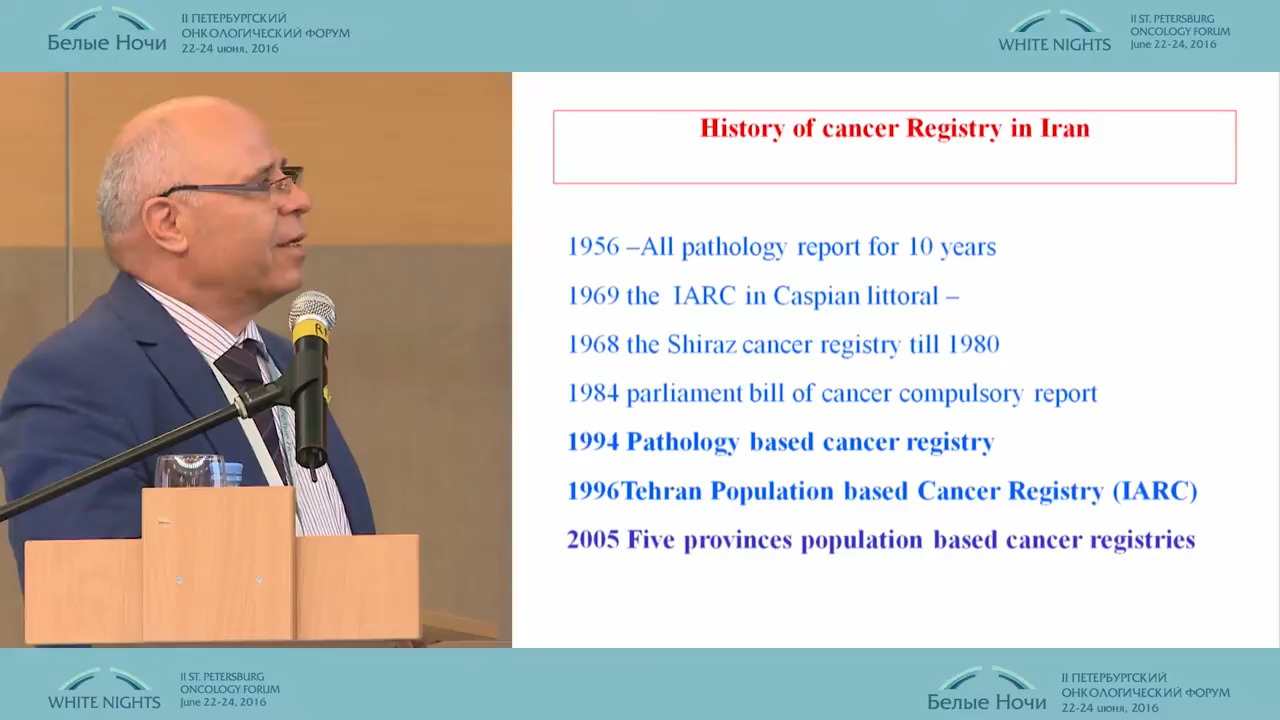 Белые Ночи
II ПЕТЕРБУРГСКИЙ
ОНКОЛОГИЧЕСКИЙ ФОРУМ
22-24 июня, 2016
WHITE NIGHTS
II ST. PETERSBURG
ONCOLOGY FORUM
June 22-24, 2016
History of cancer Registry in Iran
1956 –All pathology report for 10 years
1969 the IARC in Caspian littoral –
1968 the Shiraz cancer registry till 1980
1984 parliament bill of cancer compulsory report
1994 Pathology based cancer registry
1996Tehran Population based Cancer Registry (IARC)
2005 Five provinces population based cancer registries
WHITE NIGHTS
II ST. PETERSBURG
ONCOLOGY FORUM
June 22-24, 2016
Белые Ночи
II ПЕТЕРБУРГСКИЙ
ОНКОЛОГИЧЕСКИЙ ФОРУМ
22-24 июня, 2016